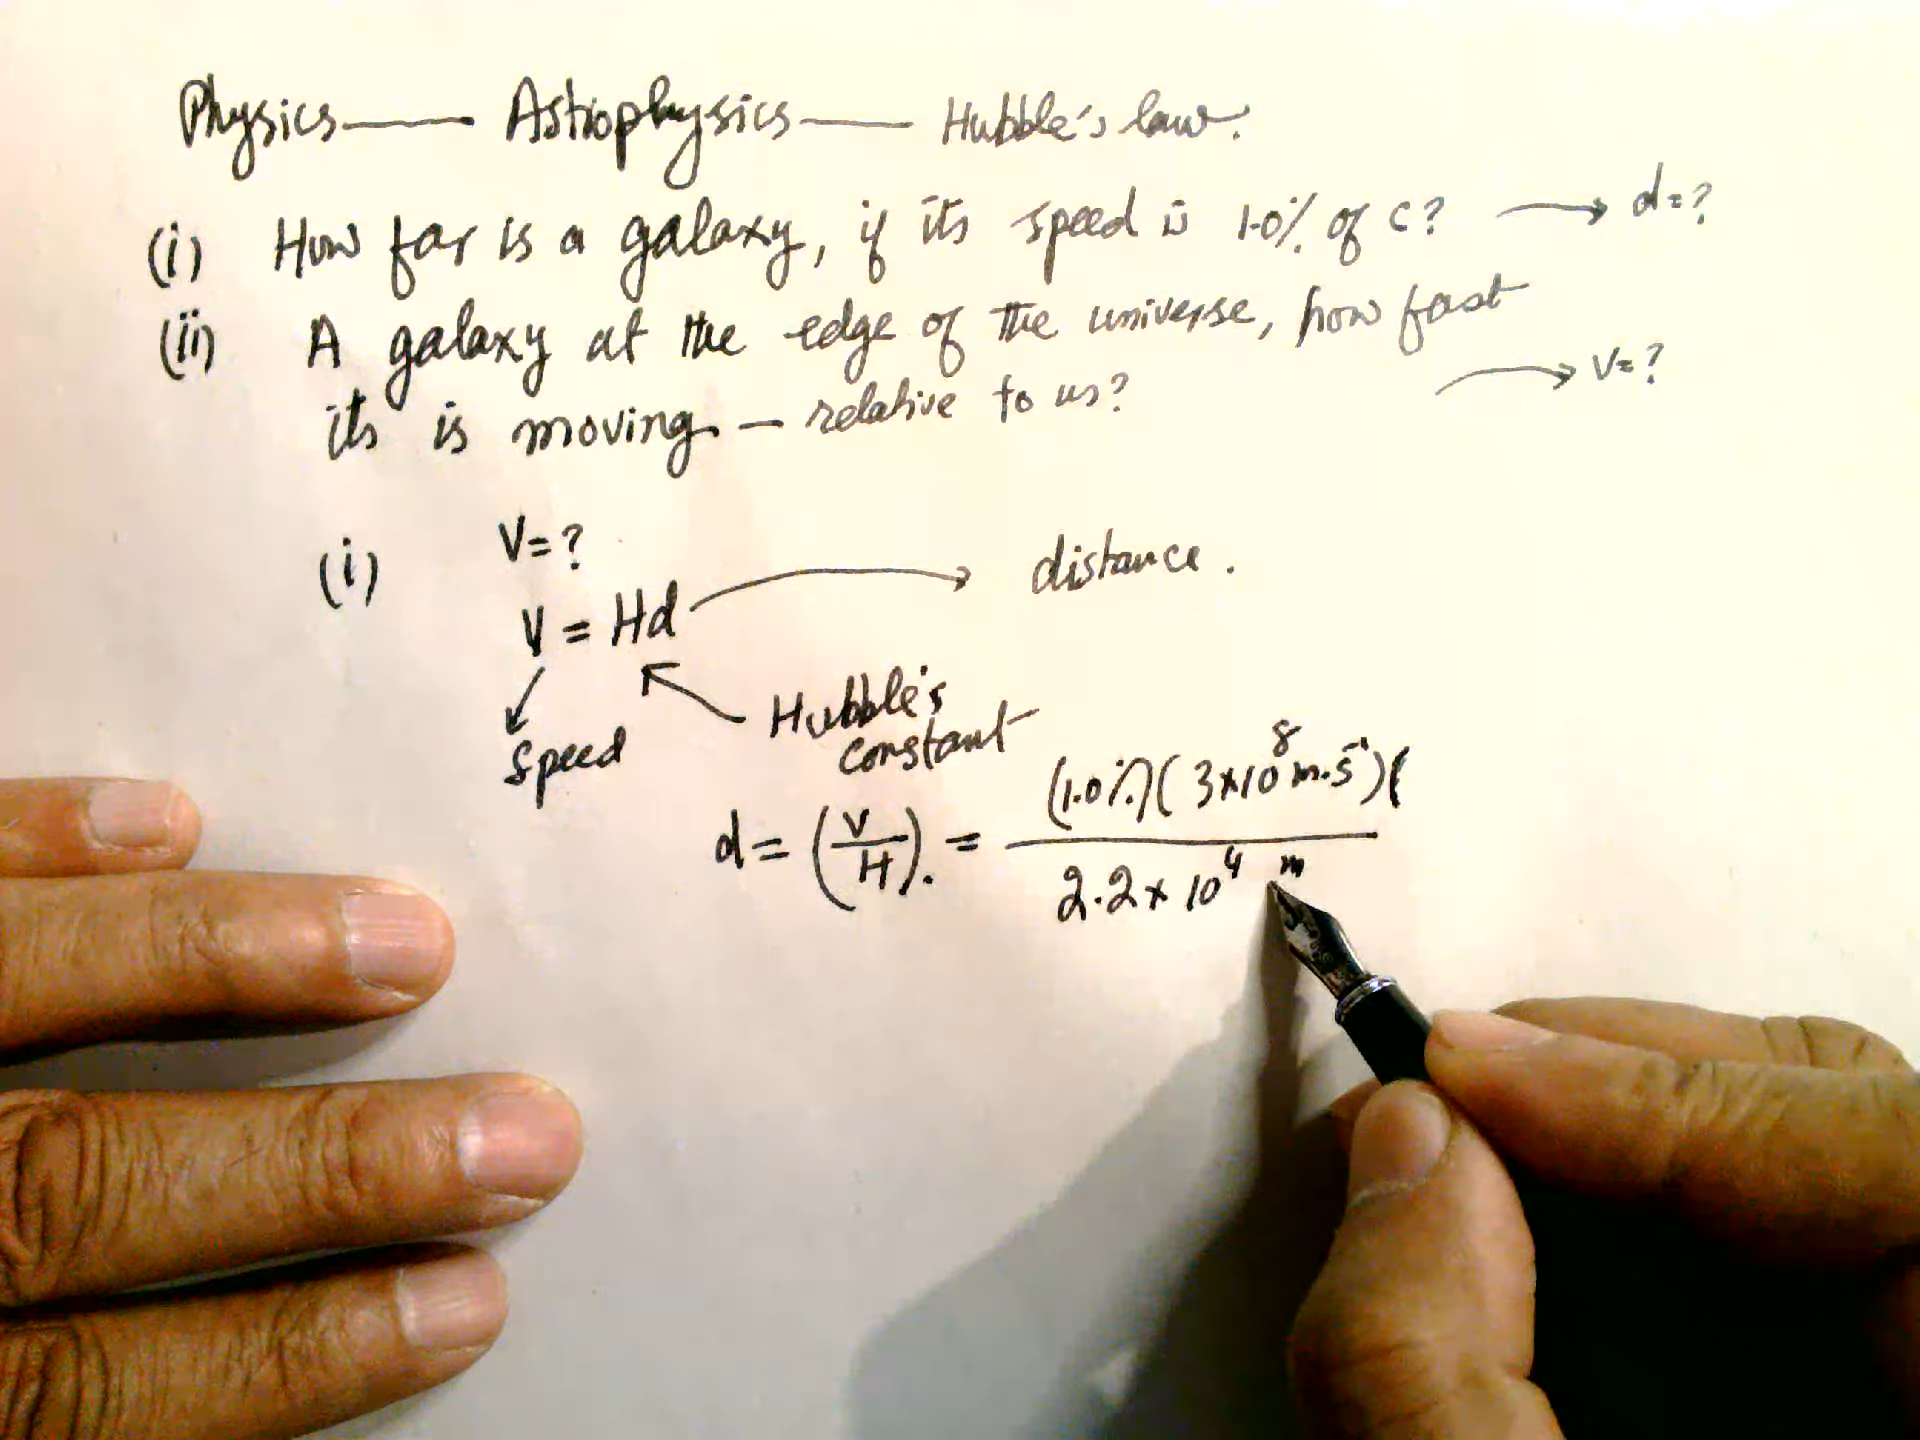 Physics — Astrophysics — Hubble's law.
(i) How far is a galaxy, if its speed is 1.0% of c? → d=?
(ii) A galaxy at the edge of the universe, how fast
its is moving. — relative to us? → v=?
(i) V=?
V = Hd → distance.
Speed
Hubble's
constant
d = (v/H). = (1.0%)(3×10⁸ m.s⁻¹)( / 2.2×10⁴ m